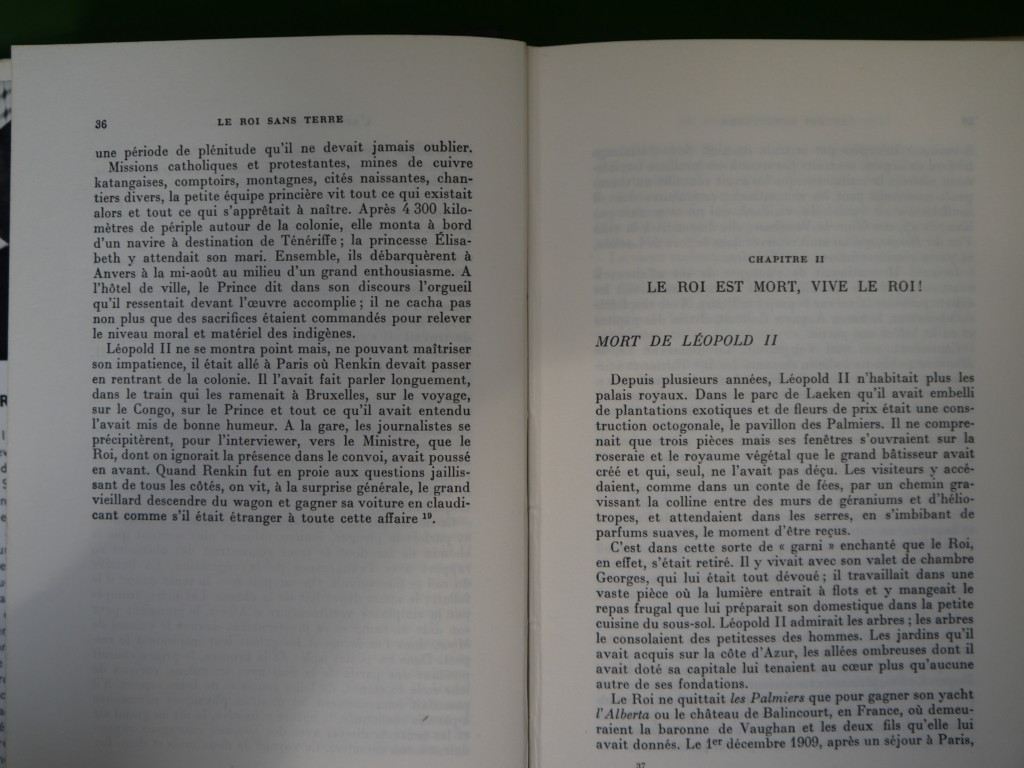 36
LE ROI SANS TERRE
une période de plénitude qu'il ne devait jamais oublier.
Missions catholiques et protestantes, mines de cuivre
katangaises, comptoirs, montagnes, cités naissantes, chan-
tiers divers, la petite équipe princière vit tout ce qui existait
alors et tout ce qui s'apprêtait à naître. Après 4 300 kilo-
mètres de périple autour de la colonie, elle monta à bord
d'un navire à destination de Ténériffe ; la princesse Élisa-
beth y attendait son mari. Ensemble, ils débarquèrent à
Anvers à la mi-août au milieu d'un grand enthousiasme. A
l'hôtel de ville, le Prince dit dans son discours l'orgueil
qu'il ressentait devant l'œuvre accomplie ; il ne cacha pas
non plus que des sacrifices étaient commandés pour relever
le niveau moral et matériel des indigènes.
Léopold II ne se montra point mais, ne pouvant maîtriser
son impatience, il était allé à Paris où Renkin devait passer
en rentrant de la colonie. Il l'avait fait parler longuement,
dans le train qui les ramenait à Bruxelles, sur le voyage,
sur le Congo, sur le Prince et tout ce qu'il avait entendu
l'avait mis de bonne humeur. A la gare, les journalistes se
précipitèrent, pour l'interviewer, vers le Ministre, que le
Roi, dont on ignorait la présence dans le convoi, avait poussé
en avant. Quand Renkin fut en proie aux questions jaillis-
sant de tous les côtés, on vit, à la surprise générale, le grand
vieillard descendre du wagon et gagner sa voiture en claudi-
cant comme s'il était étranger à toute cette affaire 19.
CHAPITRE II
LE ROI EST MORT, VIVE LE ROI!
MORT DE LÉOPOLD II
Depuis plusieurs années, Léopold II n'habitait plus les
palais royaux. Dans le parc de Laeken qu'il avait embelli
de plantations exotiques et de fleurs de prix était une cons-
truction octogonale, le pavillon des Palmiers. Il ne compre-
nait que trois pièces mais ses fenêtres s'ouvraient sur la
roseraie et le royaume végétal que le grand bâtisseur avait
créé et qui, seul, ne l'avait pas déçu. Les visiteurs y accé-
daient, comme dans un conte de fées, par un chemin gra-
vissant la colline entre des murs de géraniums et d'hélio-
tropes, et attendaient dans les serres, en s'imbibant de
parfums suaves, le moment d'être reçus.
C'est dans cette sorte de « garni » enchanté que le Roi,
en effet, s'était retiré. Il y vivait avec son valet de chambre
Georges, qui lui était tout dévoué ; il travaillait dans une
vaste pièce où la lumière entrait à flots et y mangeait le
repas frugal que lui préparait son domestique dans la petite
cuisine du sous-sol. Léopold II admirait les arbres ; les arbres
le consolaient des petitesses des hommes. Les jardins qu'il
avait acquis sur la côte d'Azur, les allées ombreuses dont il
avait doté sa capitale lui tenaient au cœur plus qu'aucune
autre de ses fondations.
Le Roi ne quittait les Palmiers que pour gagner son yacht
l'Alberta ou le château de Balincourt, en France, où demeu-
raient la baronne de Vaughan et les deux fils qu'elle lui
avait donnés. Le 1er décembre 1909, après un séjour à Paris,
37